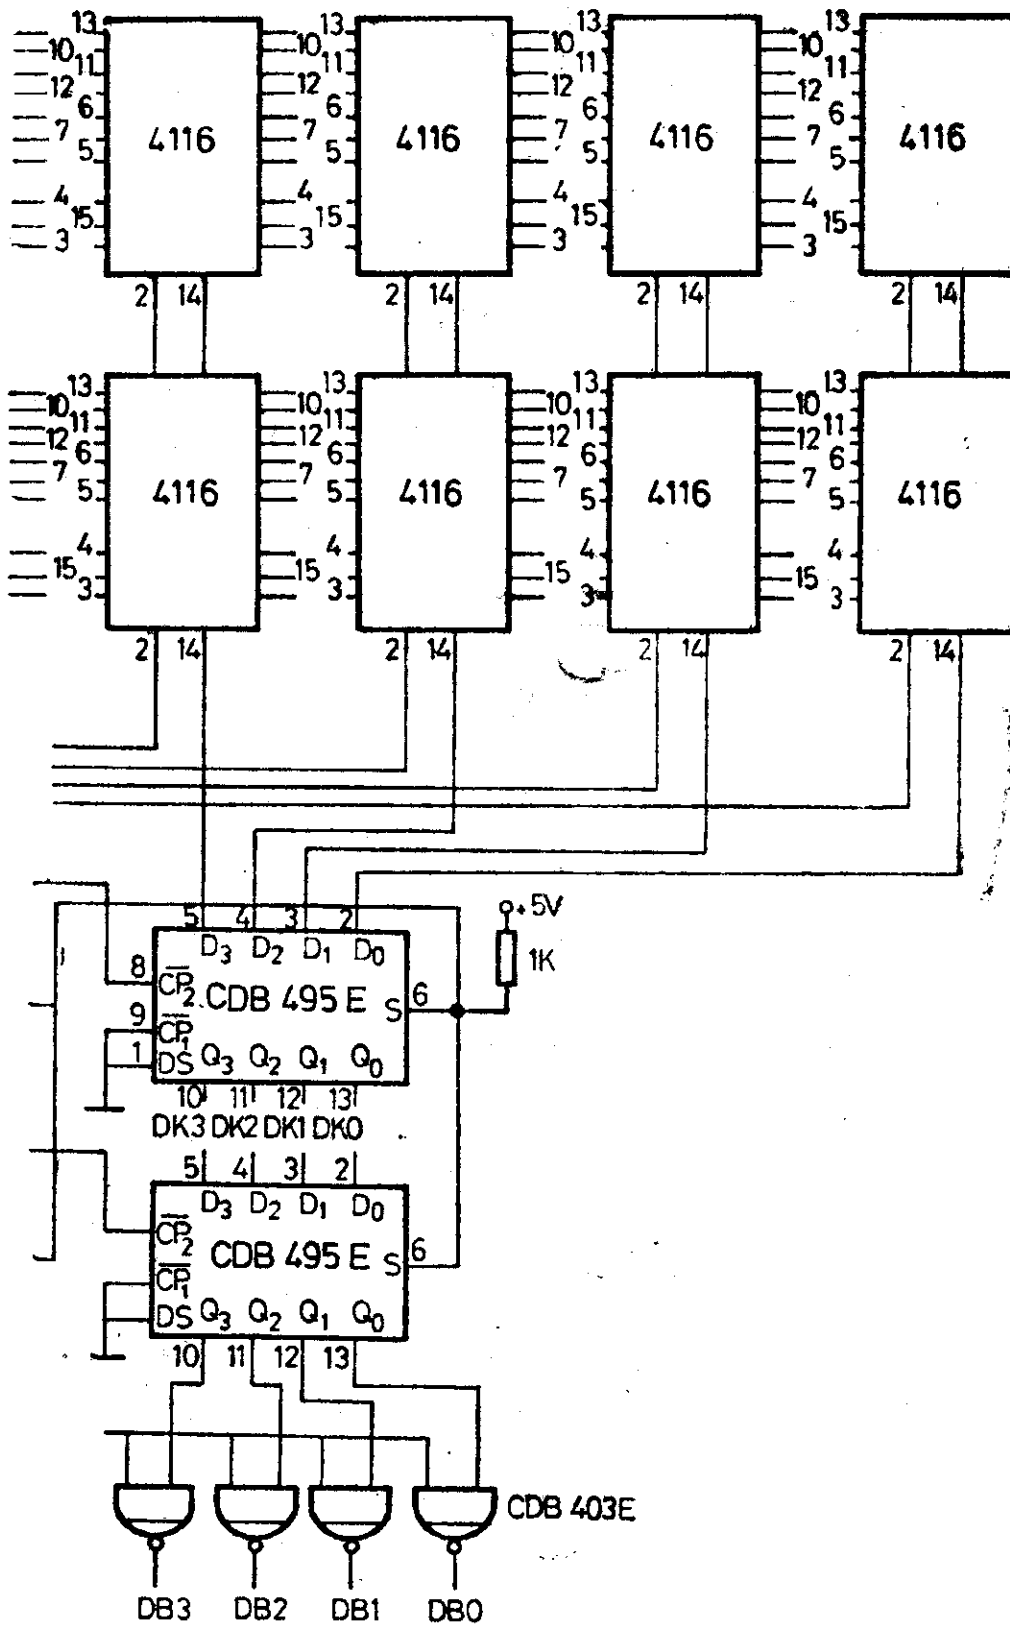 13 13 13 13
10 10 10 10
11 11 11 11
12 12 12 12
6 6 6 6
7 7 7 7
4116 4116 4116 4116
5 5 5 5
4 4 4 4
15 15 15 15
3 3 3 3
2 14 2 14 2 14 2 14
13 13 13 13
10 10 10 10
11 11 11 11
12 12 12 12
6 6 6 6
7 7 7 7
4116 4116 4116 4116
5 5 5 5
4 4 4 4
15 15 15 15
3 3 3 3
2 14 2 14 2 14 2 14
5 4 3 2 +5V
D3 D2 D1 D0 1K
8 C̅P̅2
CDB 495 E S 6
9 C̅P̅1
1 DS Q3 Q2 Q1 Q0
10 11 12 13
DK3 DK2 DK1 DK0
5 4 3 2
D3 D2 D1 D0
C̅P̅2
CDB 495 E S 6
C̅P̅1
DS Q3 Q2 Q1 Q0
10 11 12 13
CDB 403E
DB3 DB2 DB1 DB0